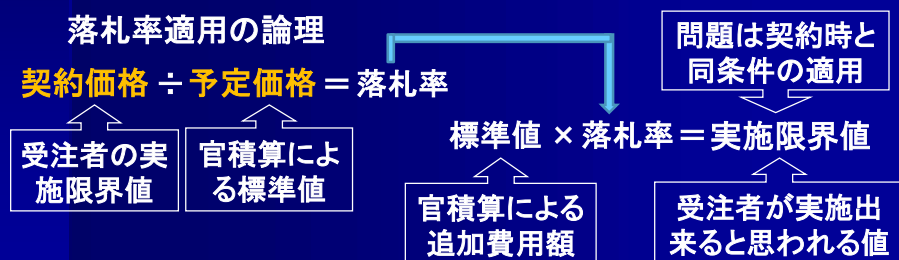 落札率適用の論理
契約価格÷予定価格＝落札率
受注者の実
施限界値
官積算によ
る標準値
問題は契約時と
同条件の適用
標準値×落札率＝実施限界値
官積算による
追加費用額
受注者が実施出
来ると思われる値